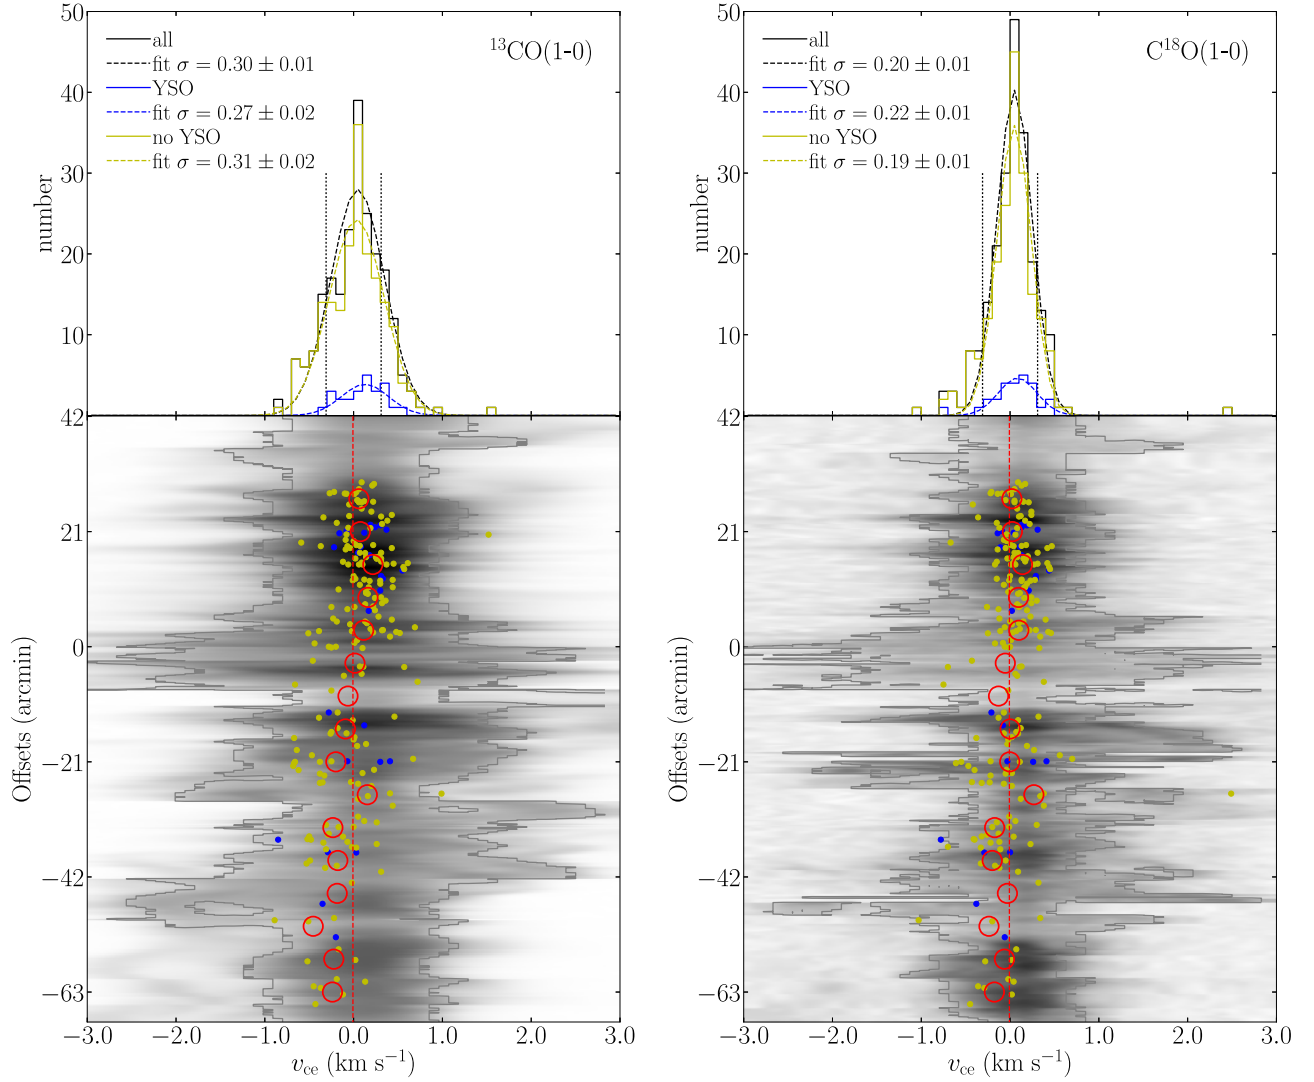 50
40
30
20
10
number
all
fit σ = 0.30 ± 0.01
YSO
fit σ = 0.27 ± 0.02
no YSO
fit σ = 0.31 ± 0.02
¹³CO(1-0)
42
21
0
−21
−42
−63
Offsets (arcmin)
−3.0 −2.0 −1.0 0.0 1.0 2.0 3.0
v_ce (km s⁻¹)
50
40
30
20
10
number
all
fit σ = 0.20 ± 0.01
YSO
fit σ = 0.22 ± 0.01
no YSO
fit σ = 0.19 ± 0.01
C¹⁸O(1-0)
42
21
0
−21
−42
−63
Offsets (arcmin)
−3.0 −2.0 −1.0 0.0 1.0 2.0 3.0
v_ce (km s⁻¹)